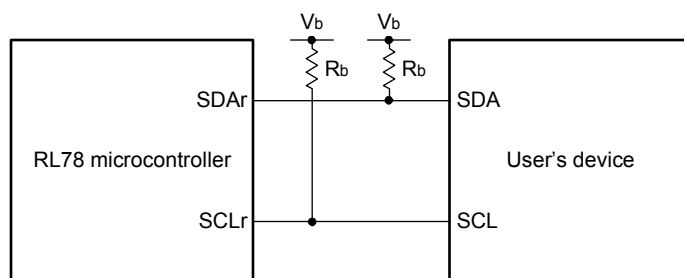 Vb Vb
Rb Rb
SDAr SDA
RL78 microcontroller User's device
SCLr SCL